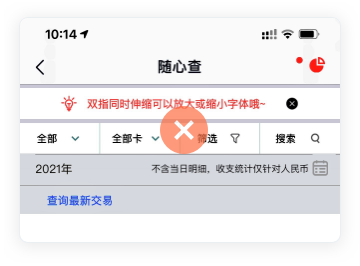 10:14
随心查
双指同时伸缩可以放大或缩小字体哦~
全部 全部卡 筛选 搜索
2021年 不含当日明细，收支统计仅针对人民币
查询最新交易